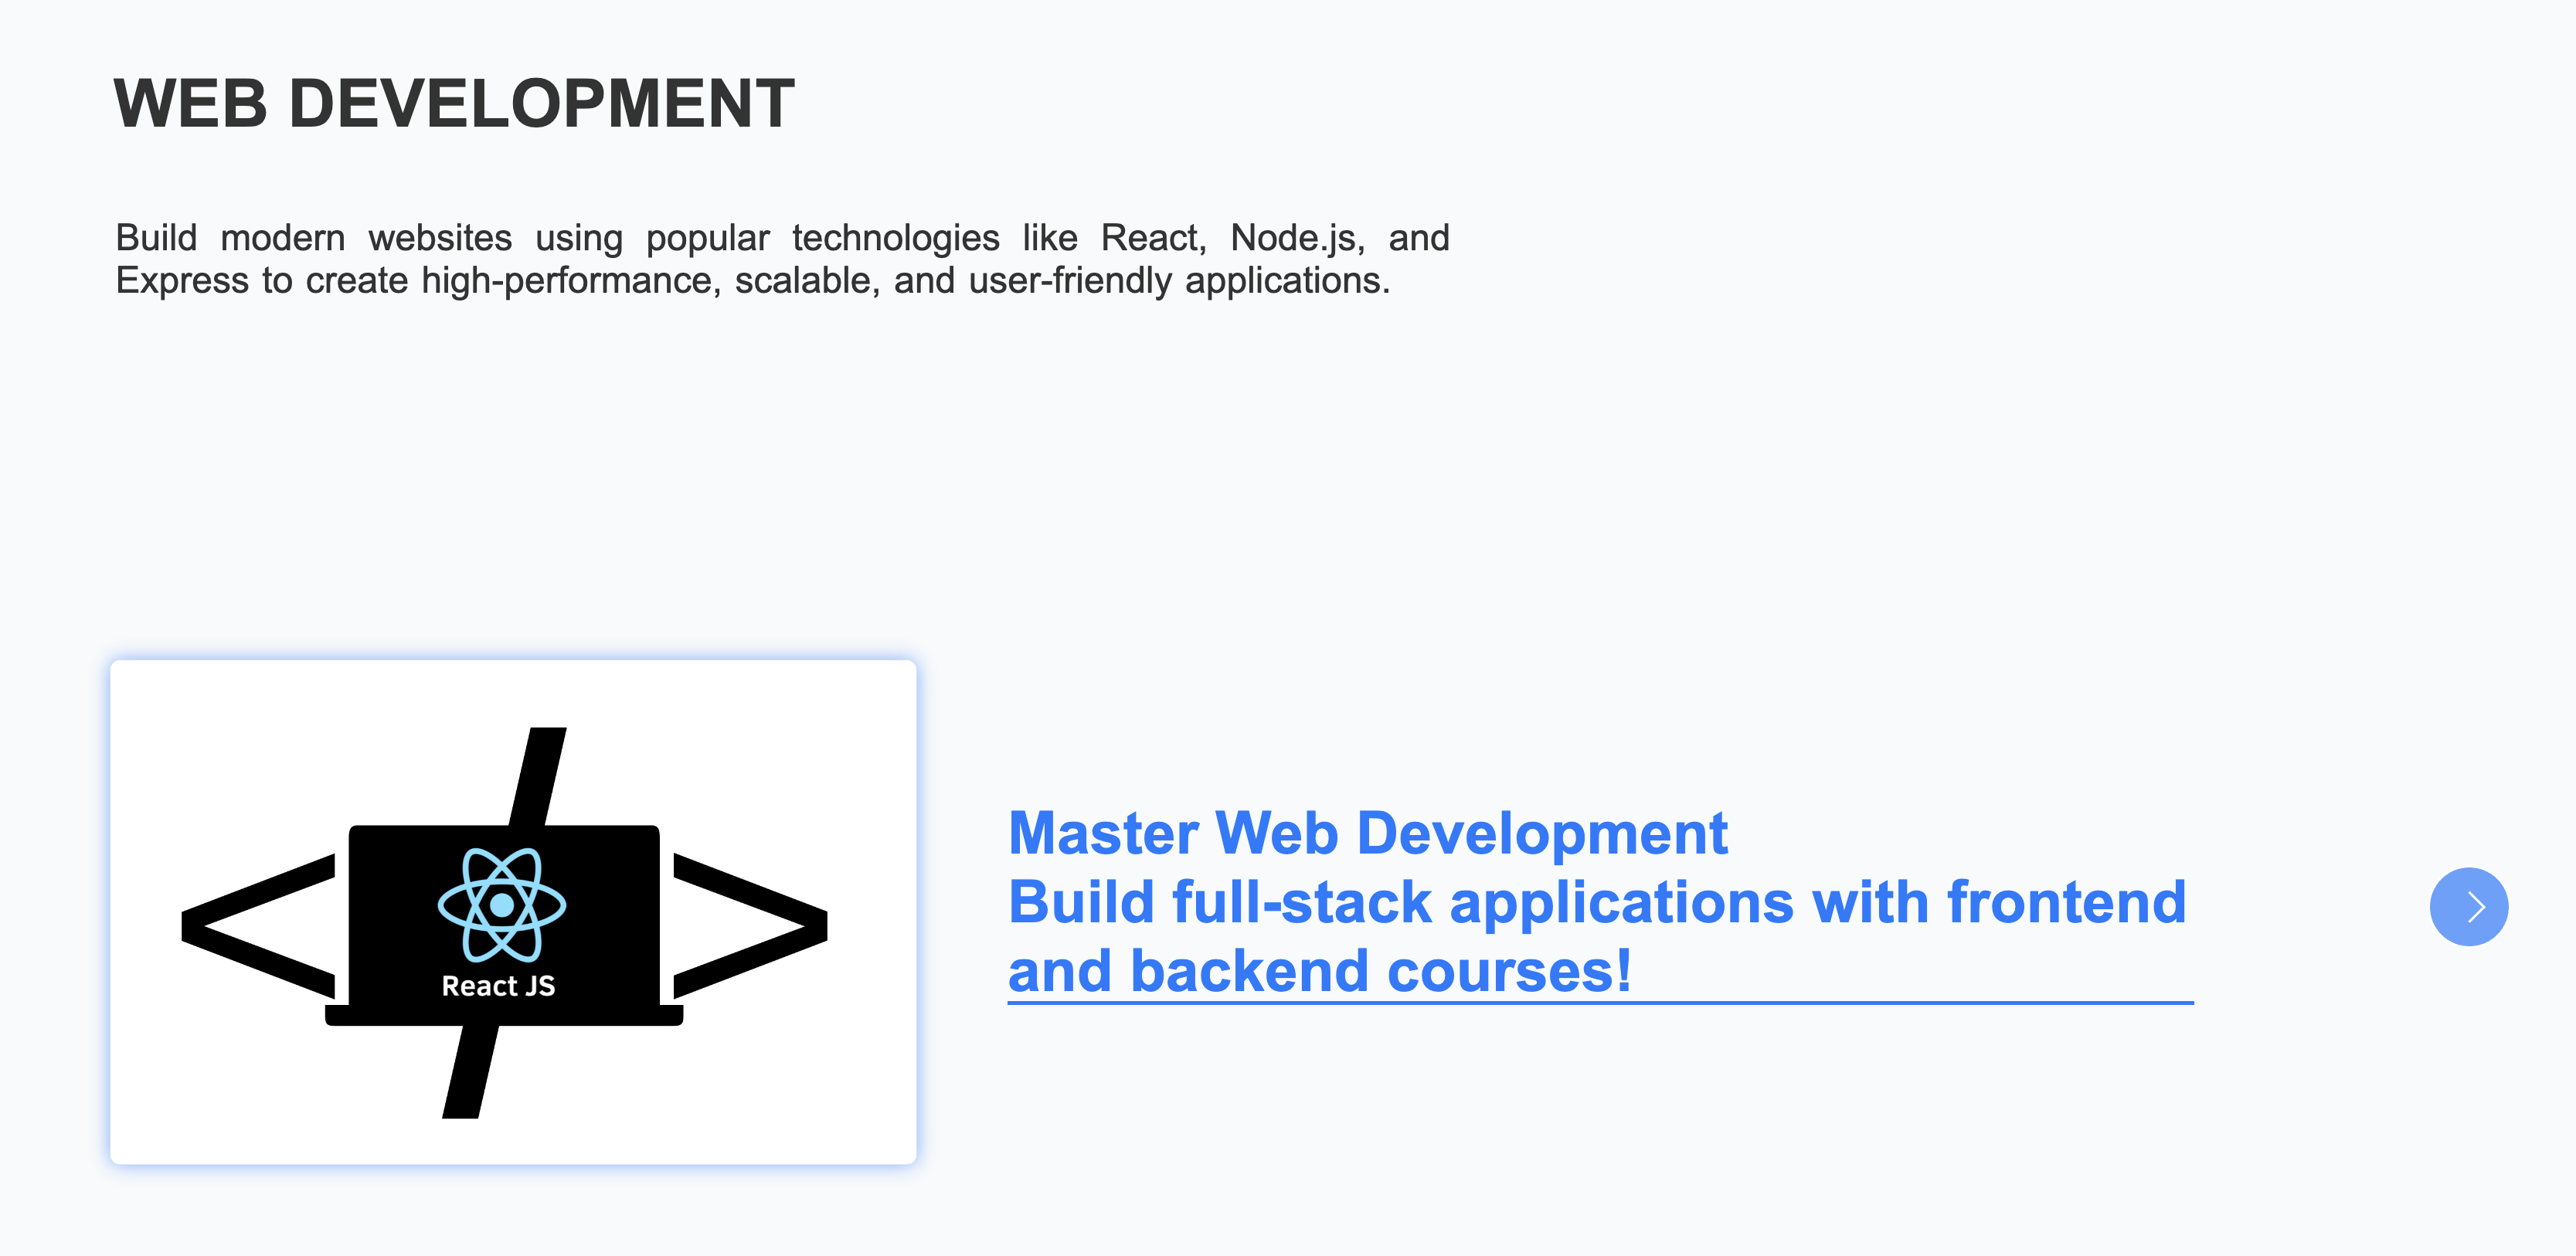 WEB DEVELOPMENT
Build modern websites using popular technologies like React, Node.js, and
Express to create high-performance, scalable, and user-friendly applications.
React JS
Master Web Development
Build full-stack applications with frontend
and backend courses!